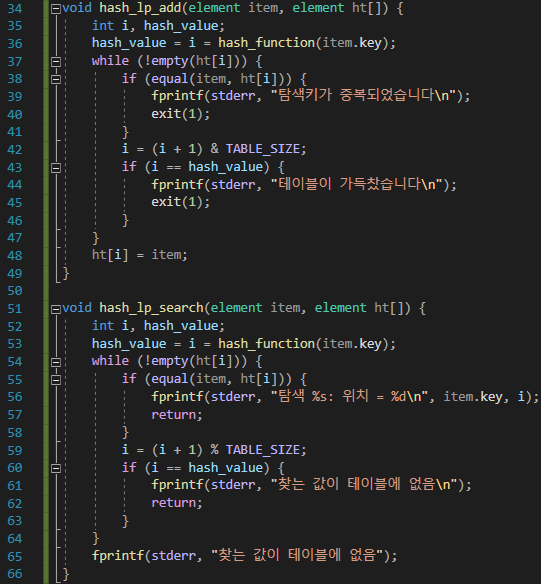 34 void hash_lp_add(element item, element ht[]) {
35 int i, hash_value;
36 hash_value = i = hash_function(item.key);
37 while (!empty(ht[i])) {
38 if (equal(item, ht[i])) {
39 fprintf(stderr, "탐색키가 중복되었습니다\n");
40 exit(1);
41 }
42 i = (i + 1) & TABLE_SIZE;
43 if (i == hash_value) {
44 fprintf(stderr, "테이블이 가득찼습니다\n");
45 exit(1);
46 }
47 }
48 ht[i] = item;
49 }
50
51 void hash_lp_search(element item, element ht[]) {
52 int i, hash_value;
53 hash_value = i = hash_function(item.key);
54 while (!empty(ht[i])) {
55 if (equal(item, ht[i])) {
56 fprintf(stderr, "탐색 %s: 위치 = %d\n", item.key, i);
57 return;
58 }
59 i = (i + 1) % TABLE_SIZE;
60 if (i == hash_value) {
61 fprintf(stderr, "찾는 값이 테이블에 없음\n");
62 return;
63 }
64 }
65 fprintf(stderr, "찾는 값이 테이블에 없음");
66 }